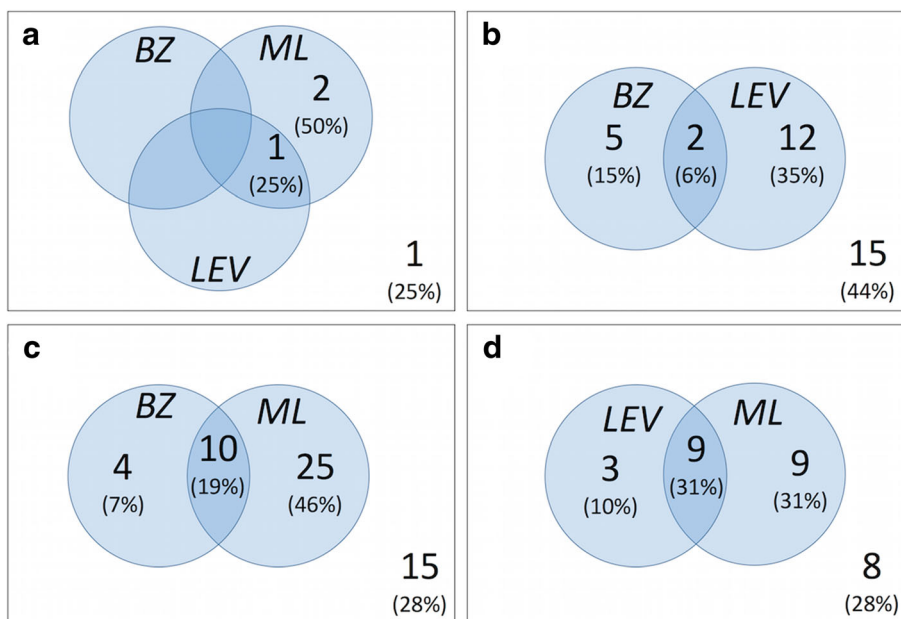 a
BZ
ML
2
(50%)
1
(25%)
LEV
1
(25%)
b
BZ
LEV
5
(15%)
2
(6%)
12
(35%)
15
(44%)
c
BZ
ML
4
(7%)
10
(19%)
25
(46%)
15
(28%)
d
LEV
ML
3
(10%)
9
(31%)
9
(31%)
8
(28%)